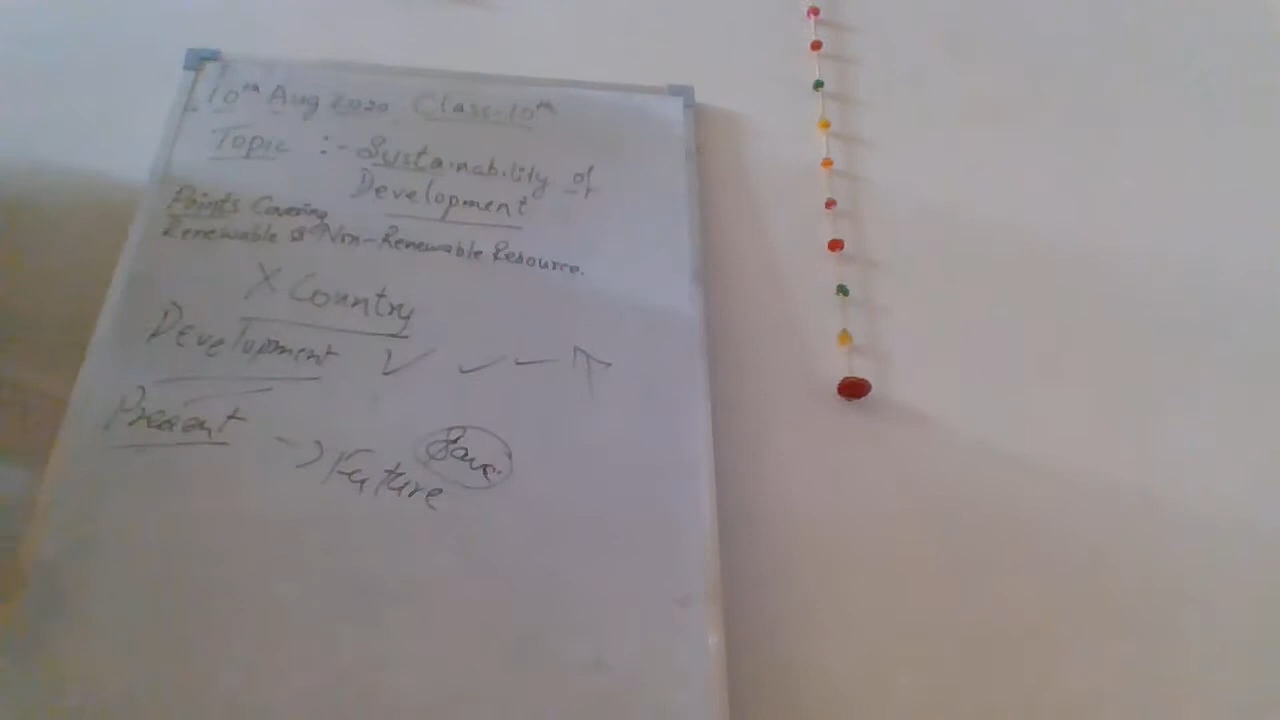 10th Aug 2020 Class-10th
Topic :- Sustainability of
Development
Points Covering
Renewable & Non-Renewable Resource.
X Country
Development ✓ ✓ - ↑
Present -> Future Save